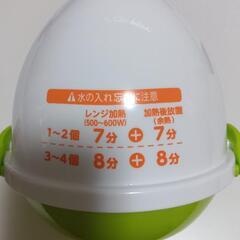 ⚠水の入れ忘れに注意
レンジ加熱 加熱後放置
(500~600W) (余熱)
1~2個 7分 + 7分
3~4個 8分 + 8分